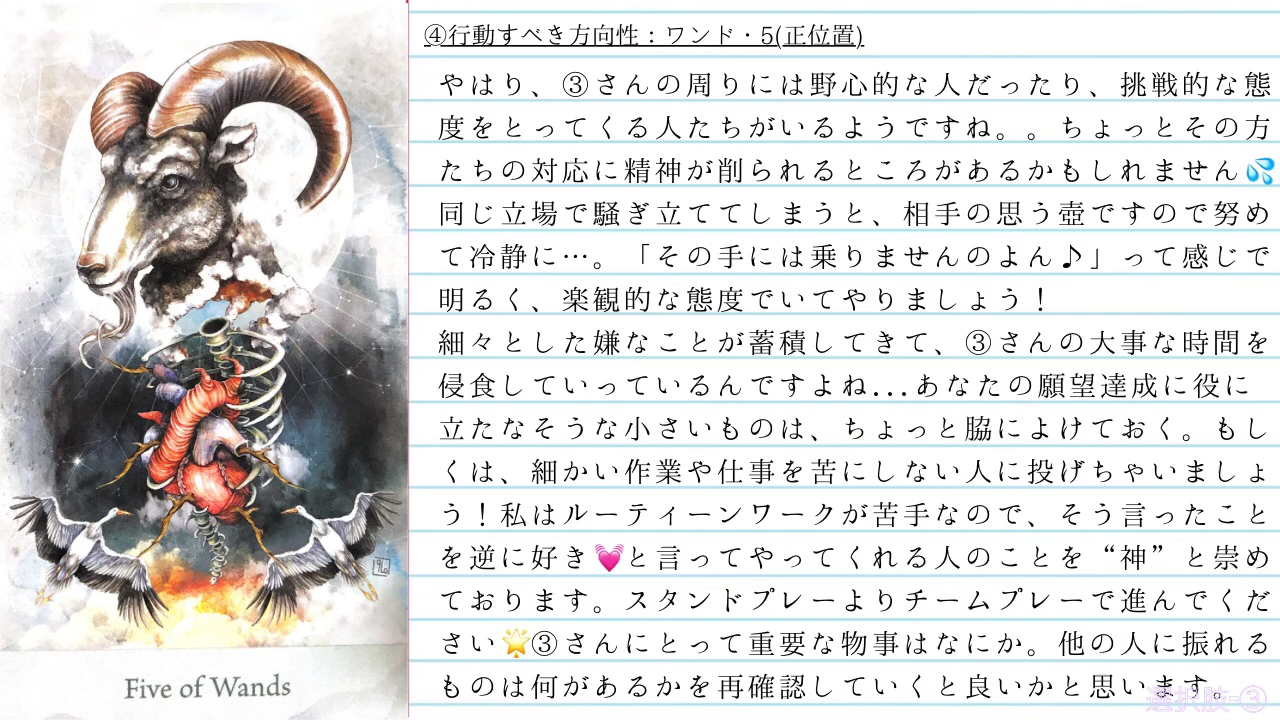 ④行動すべき方向性：ワンド・5(正位置)
やはり、③さんの周りには野心的な人だったり、挑戦的な態
度をとってくる人たちがいるようですね。。ちょっとその方
たちの対応に精神が削られるところがあるかもしれません💦
同じ立場で騒ぎ立ててしまうと、相手の思う壺ですので努め
て冷静に…。「その手には乗りませんのよん♪」って感じで
明るく、楽観的な態度でいてやりましょう！
細々とした嫌なことが蓄積してきて、③さんの大事な時間を
侵食していっているんですよね...あなたの願望達成に役に
立たなそうな小さいものは、ちょっと脇によけておく。もし
くは、細かい作業や仕事を苦にしない人に投げちゃいましょ
う！私はルーティーンワークが苦手なので、そう言ったこと
を逆に好き💓と言ってやってくれる人のことを“神”と崇め
ております。スタンドプレーよりチームプレーで進んでくだ
さい🌟③さんにとって重要な物事はなにか。他の人に振れる
ものは何があるかを再確認していくと良いかと思います。
選択肢-③
Five of Wands